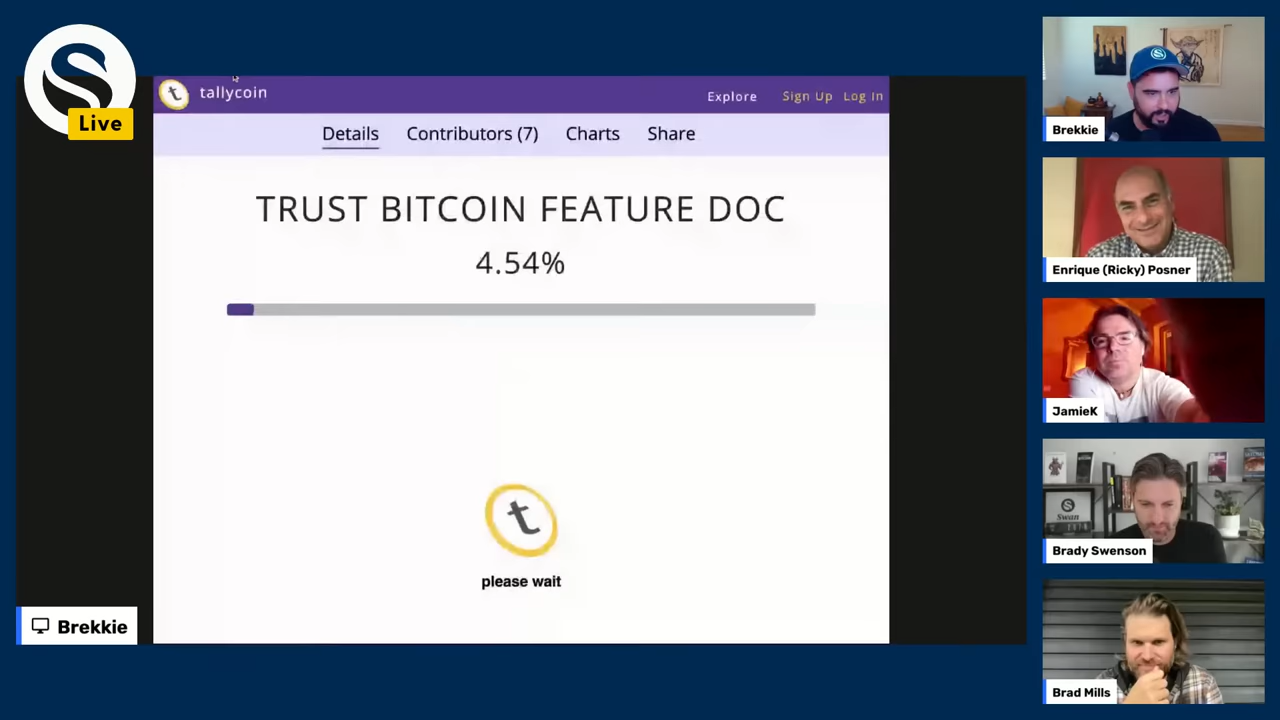 Live
t tallycoin
Explore Sign Up Log In
Details Contributors (7) Charts Share
TRUST BITCOIN FEATURE DOC
4.54%
t
please wait
Brekkie
Brekkie
Enrique (Ricky) Posner
JamieK
Swan
Brady Swenson
Brad Mills